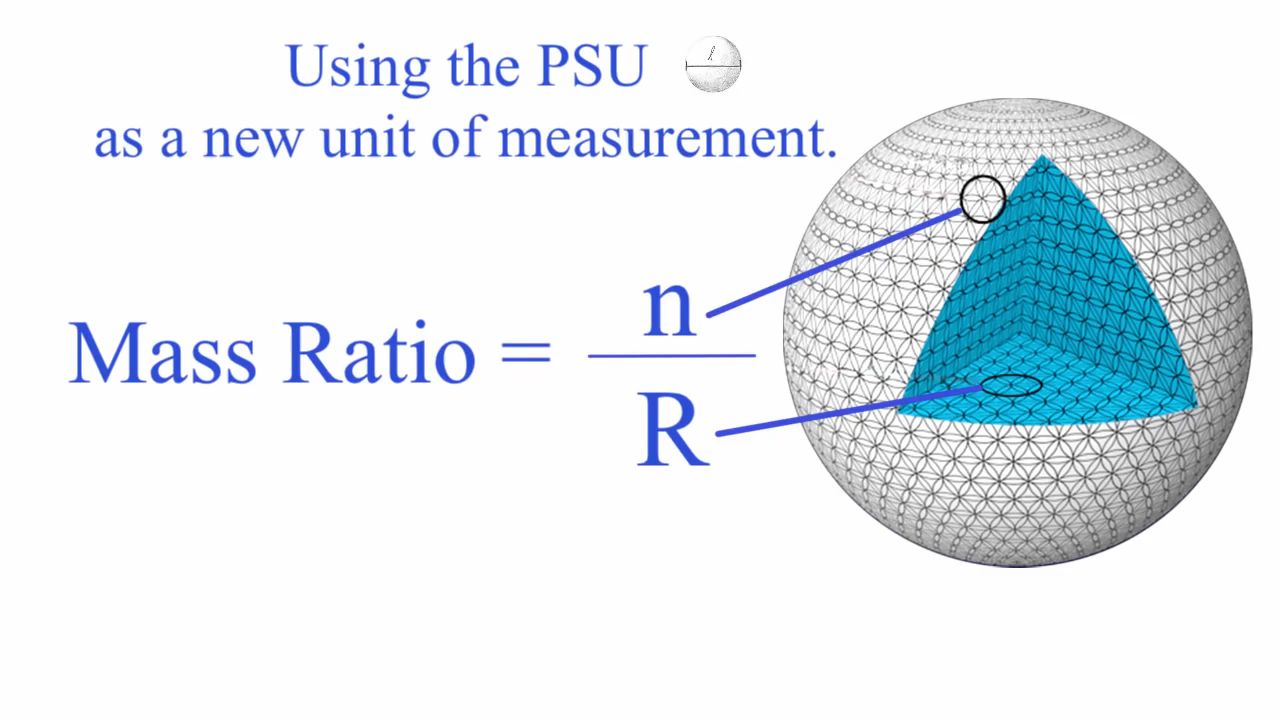 Using the PSU ℓ
as a new unit of measurement.
Mass Ratio = n
R